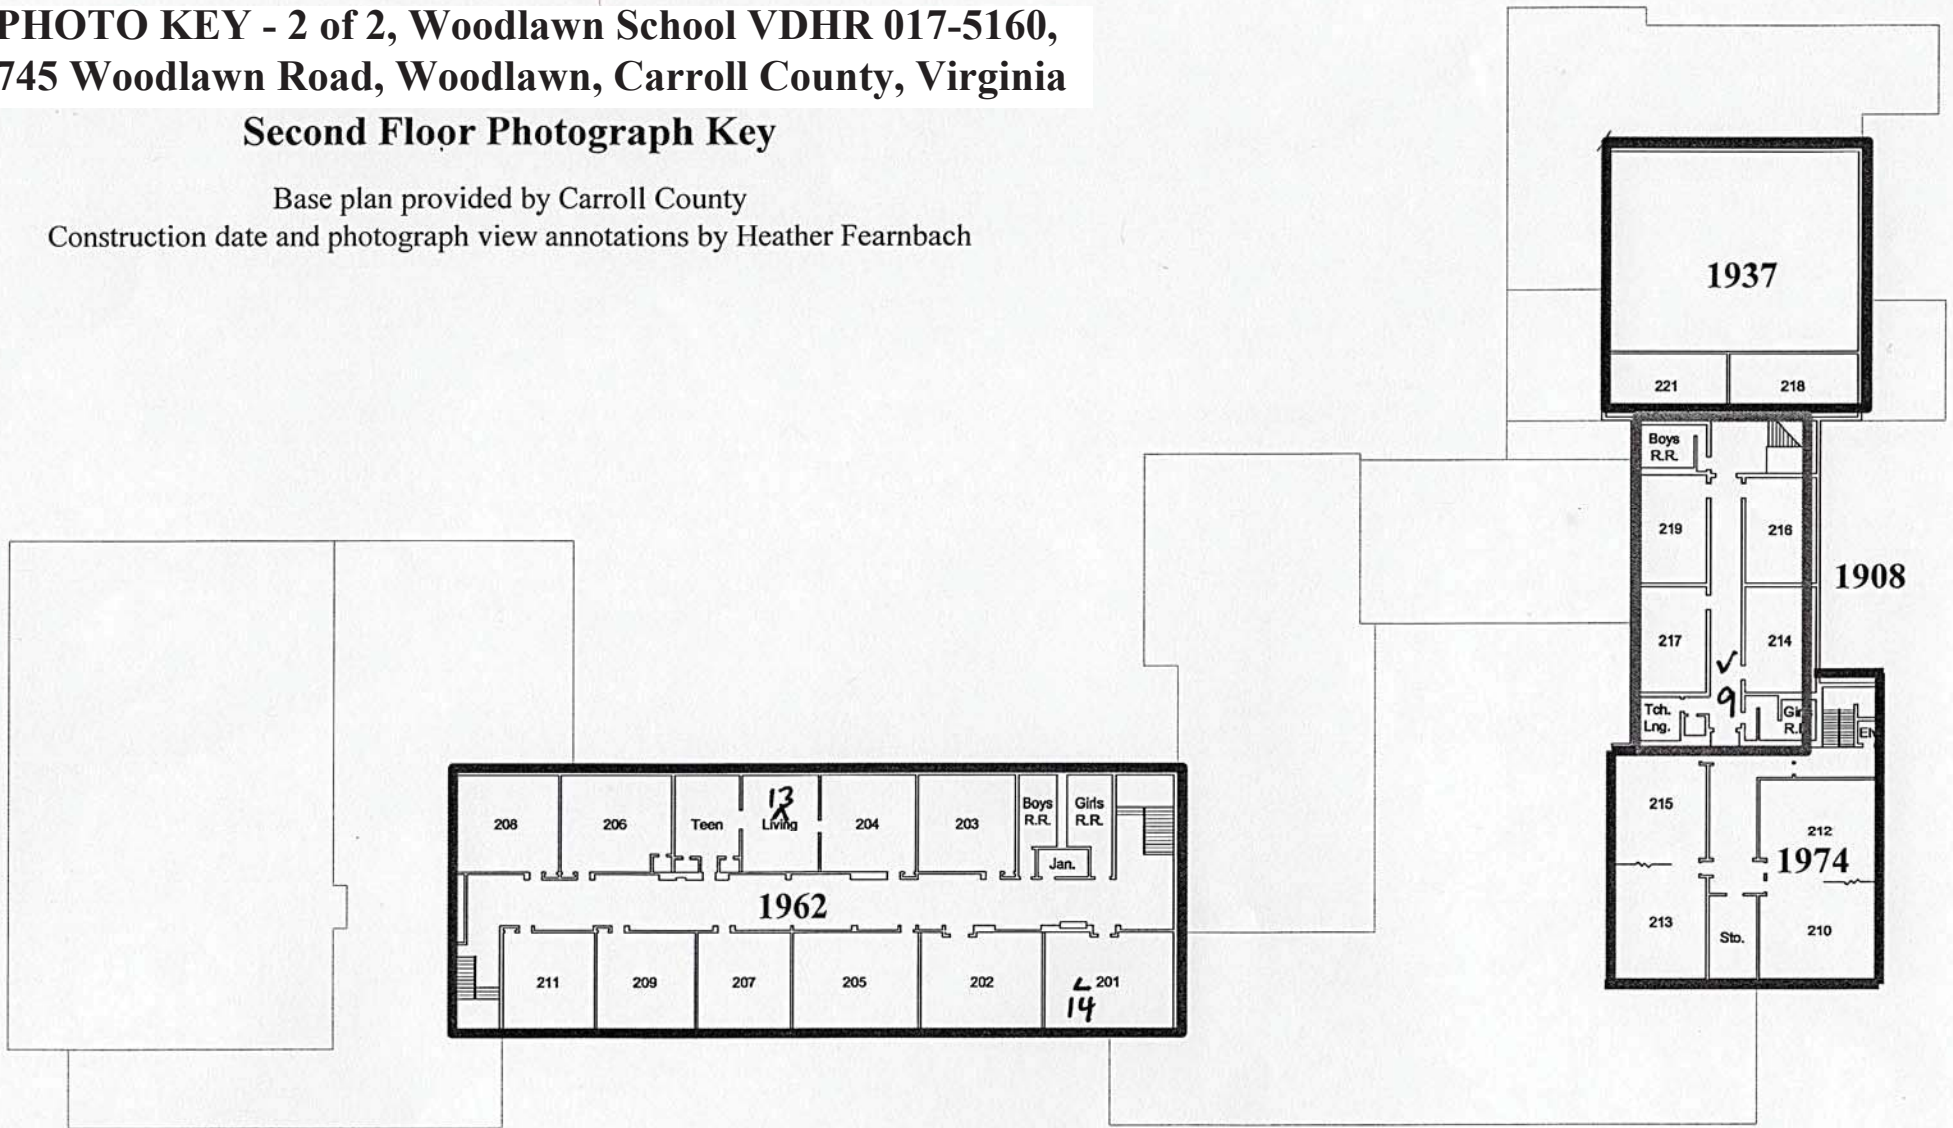 PHOTO KEY - 2 of 2, Woodlawn School VDHR 017-5160,
745 Woodlawn Road, Woodlawn, Carroll County, Virginia
Second Floor Photograph Key
Base plan provided by Carroll County
Construction date and photograph view annotations by Heather Fearnbach
1937
221
218
Boys
R.R.
219
216
1908
217
214
9
Tch.
Lng.
R.
215
212
1974
213
Sto.
210
208
206
Teen
13
Living
204
203
Boys
R.R.
Girls
R.R.
Jan.
1962
211
209
207
205
202
201
14